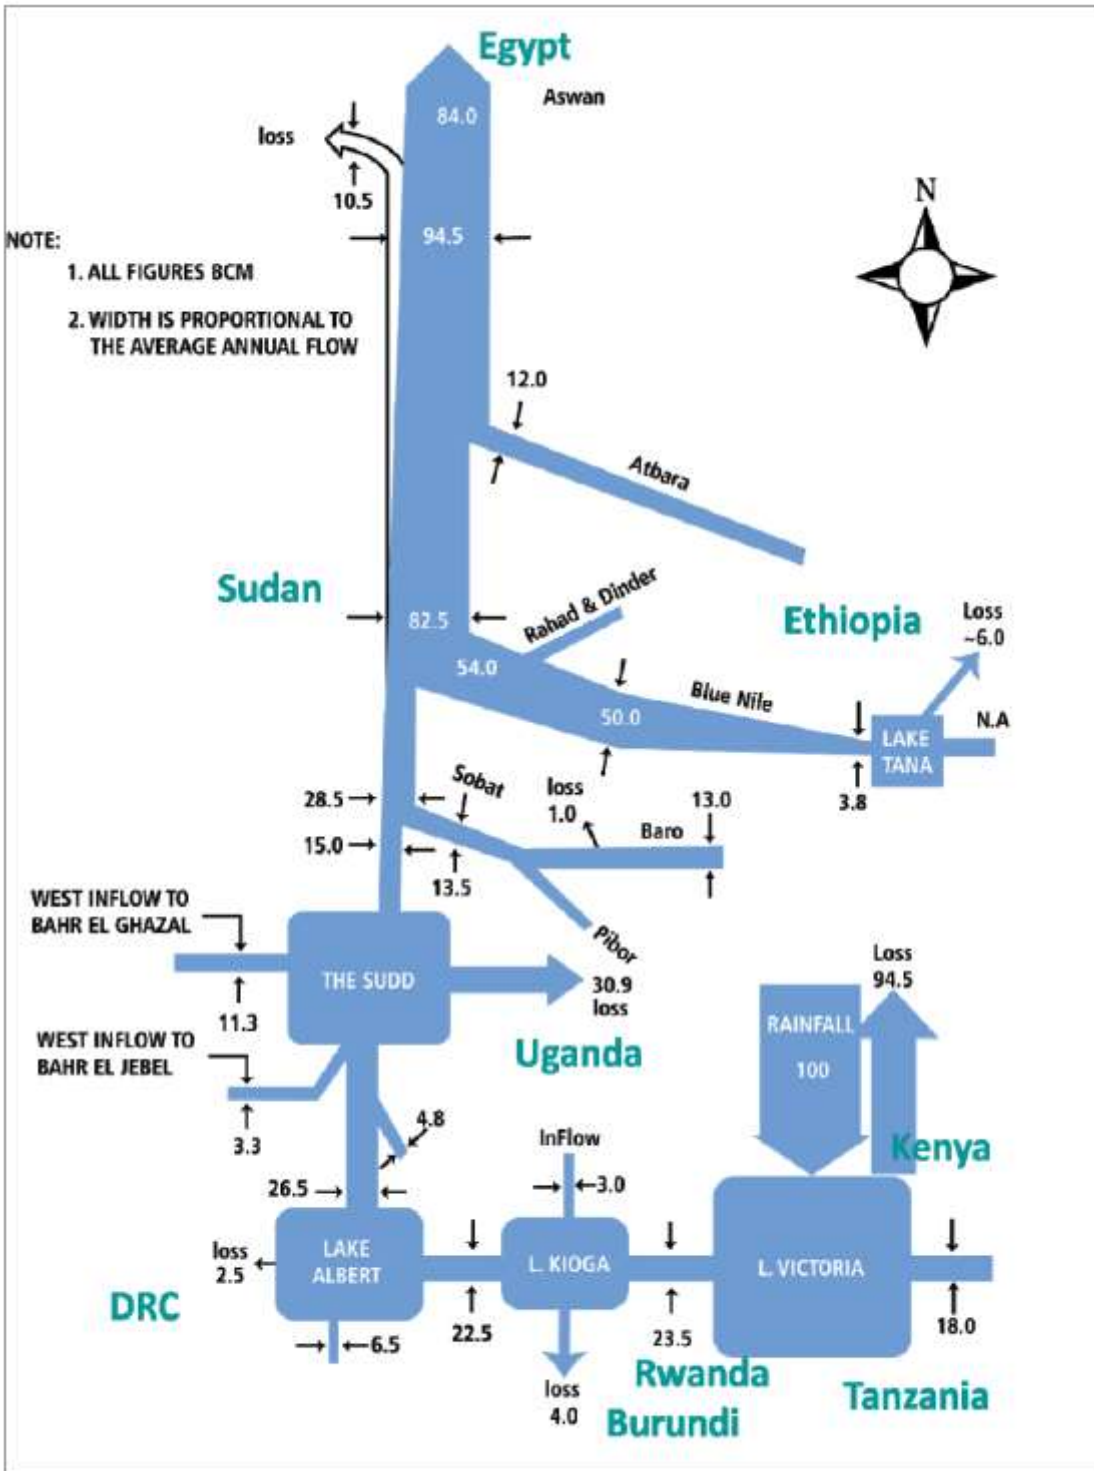 Egypt
Aswan
84.0
loss
10.5
N
94.5
NOTE:
1. ALL FIGURES BCM
2. WIDTH IS PROPORTIONAL TO
THE AVERAGE ANNUAL FLOW
12.0
Atbara
Sudan
82.5
Rahad & Dinder
Ethiopia
Loss
~6.0
54.0
Blue Nile
50.0
N.A
LAKE
TANA
3.8
Sobat
28.5
loss
1.0
13.0
Baro
15.0
13.5
WEST INFLOW TO
BAHR EL GHAZAL
Pibor
THE SUDD
30.9
loss
11.3
Loss
94.5
RAINFALL
100
WEST INFLOW TO
BAHR EL JEBEL
Uganda
3.3
4.8
InFlow
Kenya
26.5
3.0
loss
2.5
LAKE
ALBERT
L. KIOGA
L. VICTORIA
DRC
6.5
22.5
23.5
18.0
loss
4.0
Rwanda
Burundi
Tanzania